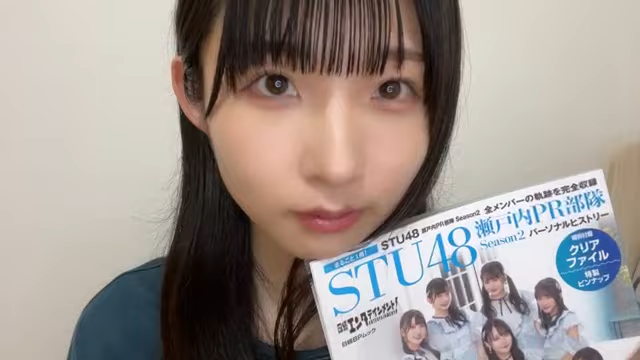 まるごと1冊!
STU48 瀬戸内PR部隊 Season2 全メンバーの軌跡を完全収録
STU48
瀬戸内PR部隊
Season2 パーソナルヒストリー
特別付録
クリア
ファイル
特製
ピンナップ
日経エンタテインメント!
日経BPムック